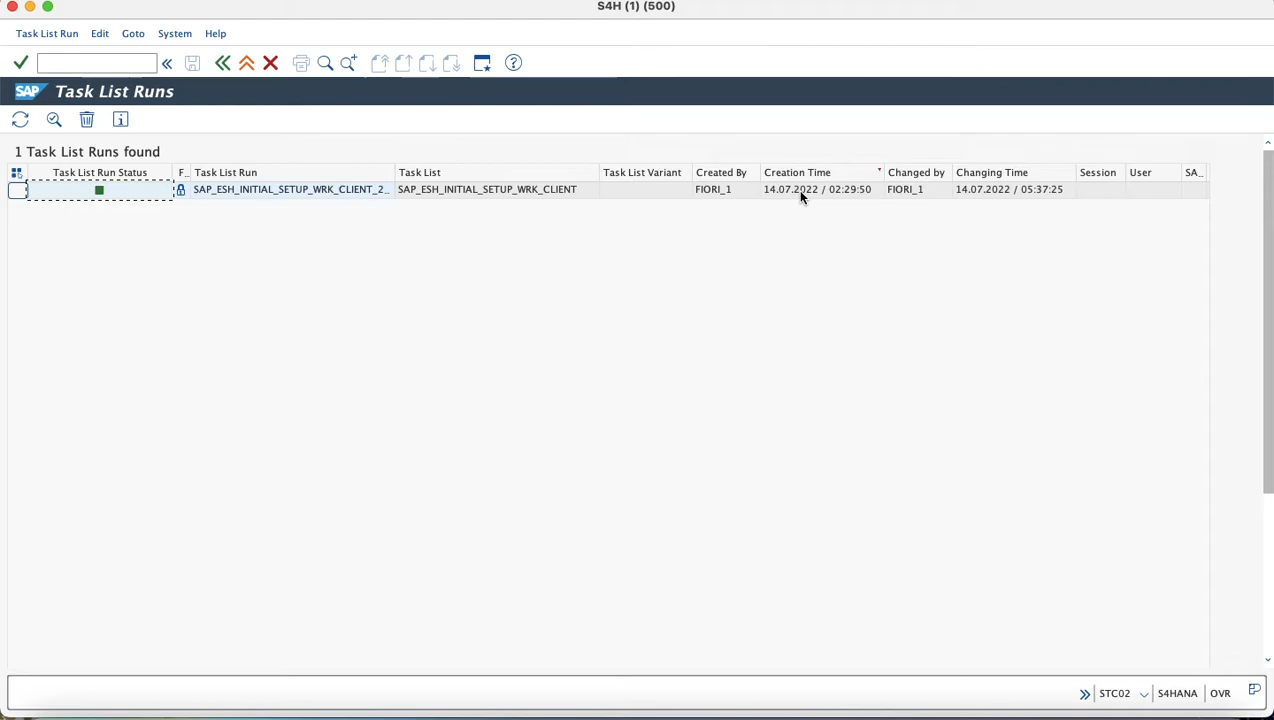 S4H (1) (500)
Task List Run Edit Goto System Help
SAP Task List Runs
1 Task List Runs found
Task List Run Status F.. Task List Run Task List Task List Variant Created By Creation Time Changed by Changing Time Session User SA...
SAP_ESH_INITIAL_SETUP_WRK_CLIENT_2... SAP_ESH_INITIAL_SETUP_WRK_CLIENT FIORI_1 14.07.2022 / 02:29:50 FIORI_1 14.07.2022 / 05:37:25
STC02 S4HANA OVR